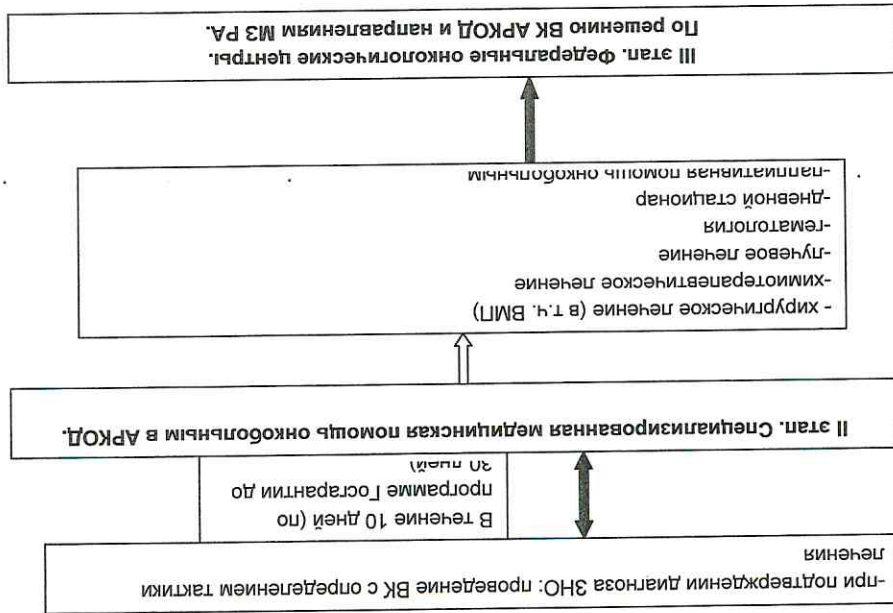 -при подтверждении диагноза ЗНО: проведение ВК с определением тактики
лечения
В течение 10 дней (по
программе Госгарантии до
30 дней)
II этап. Специализированная медицинская помощь онкобольным в АРКОД.
- хирургическое лечение (в т.ч. ВМП)
-химиотерапевтическое лечение
-лучевое лечение
-гематология
-дневной стационар
-паллиативная помощь онкобольным
III этап. Федеральные онкологические центры.
По решению ВК АРКОД и направлениям МЗ РА.